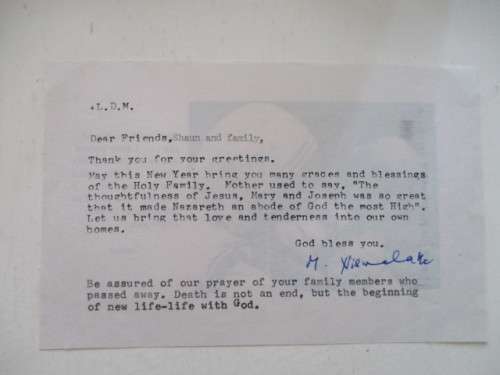 +L.D.M.
Dear Friends, Shaun and family,
Thank you for your greetings.
May this New Year bring you many graces and blessings
of the Holy Family. Mother used to say, "The
thoughtfulness of Jesus, Mary and Joseph was so great
that it made Nazareth an abode of God the most High".
Let us bring that love and tenderness into our own
homes.
God bless you.
M.
Be assured of our prayer of your family members who
passed away. Death is not an end, but the beginning
of new life-life with God.